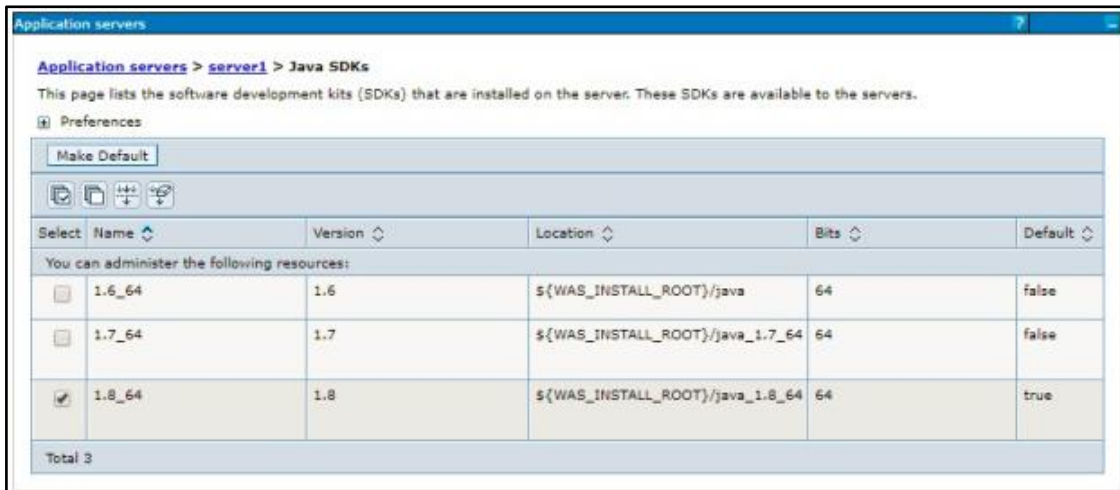 Application servers ?
Application servers > server1 > Java SDKs
This page lists the software development kits (SDKs) that are installed on the server. These SDKs are available to the servers.
Preferences
Make Default
Select Name Version Location Bits Default
You can administer the following resources:
1.6_64 1.6 ${WAS_INSTALL_ROOT}/java 64 false
1.7_64 1.7 ${WAS_INSTALL_ROOT}/java_1.7_64 64 false
1.8_64 1.8 ${WAS_INSTALL_ROOT}/java_1.8_64 64 true
Total 3